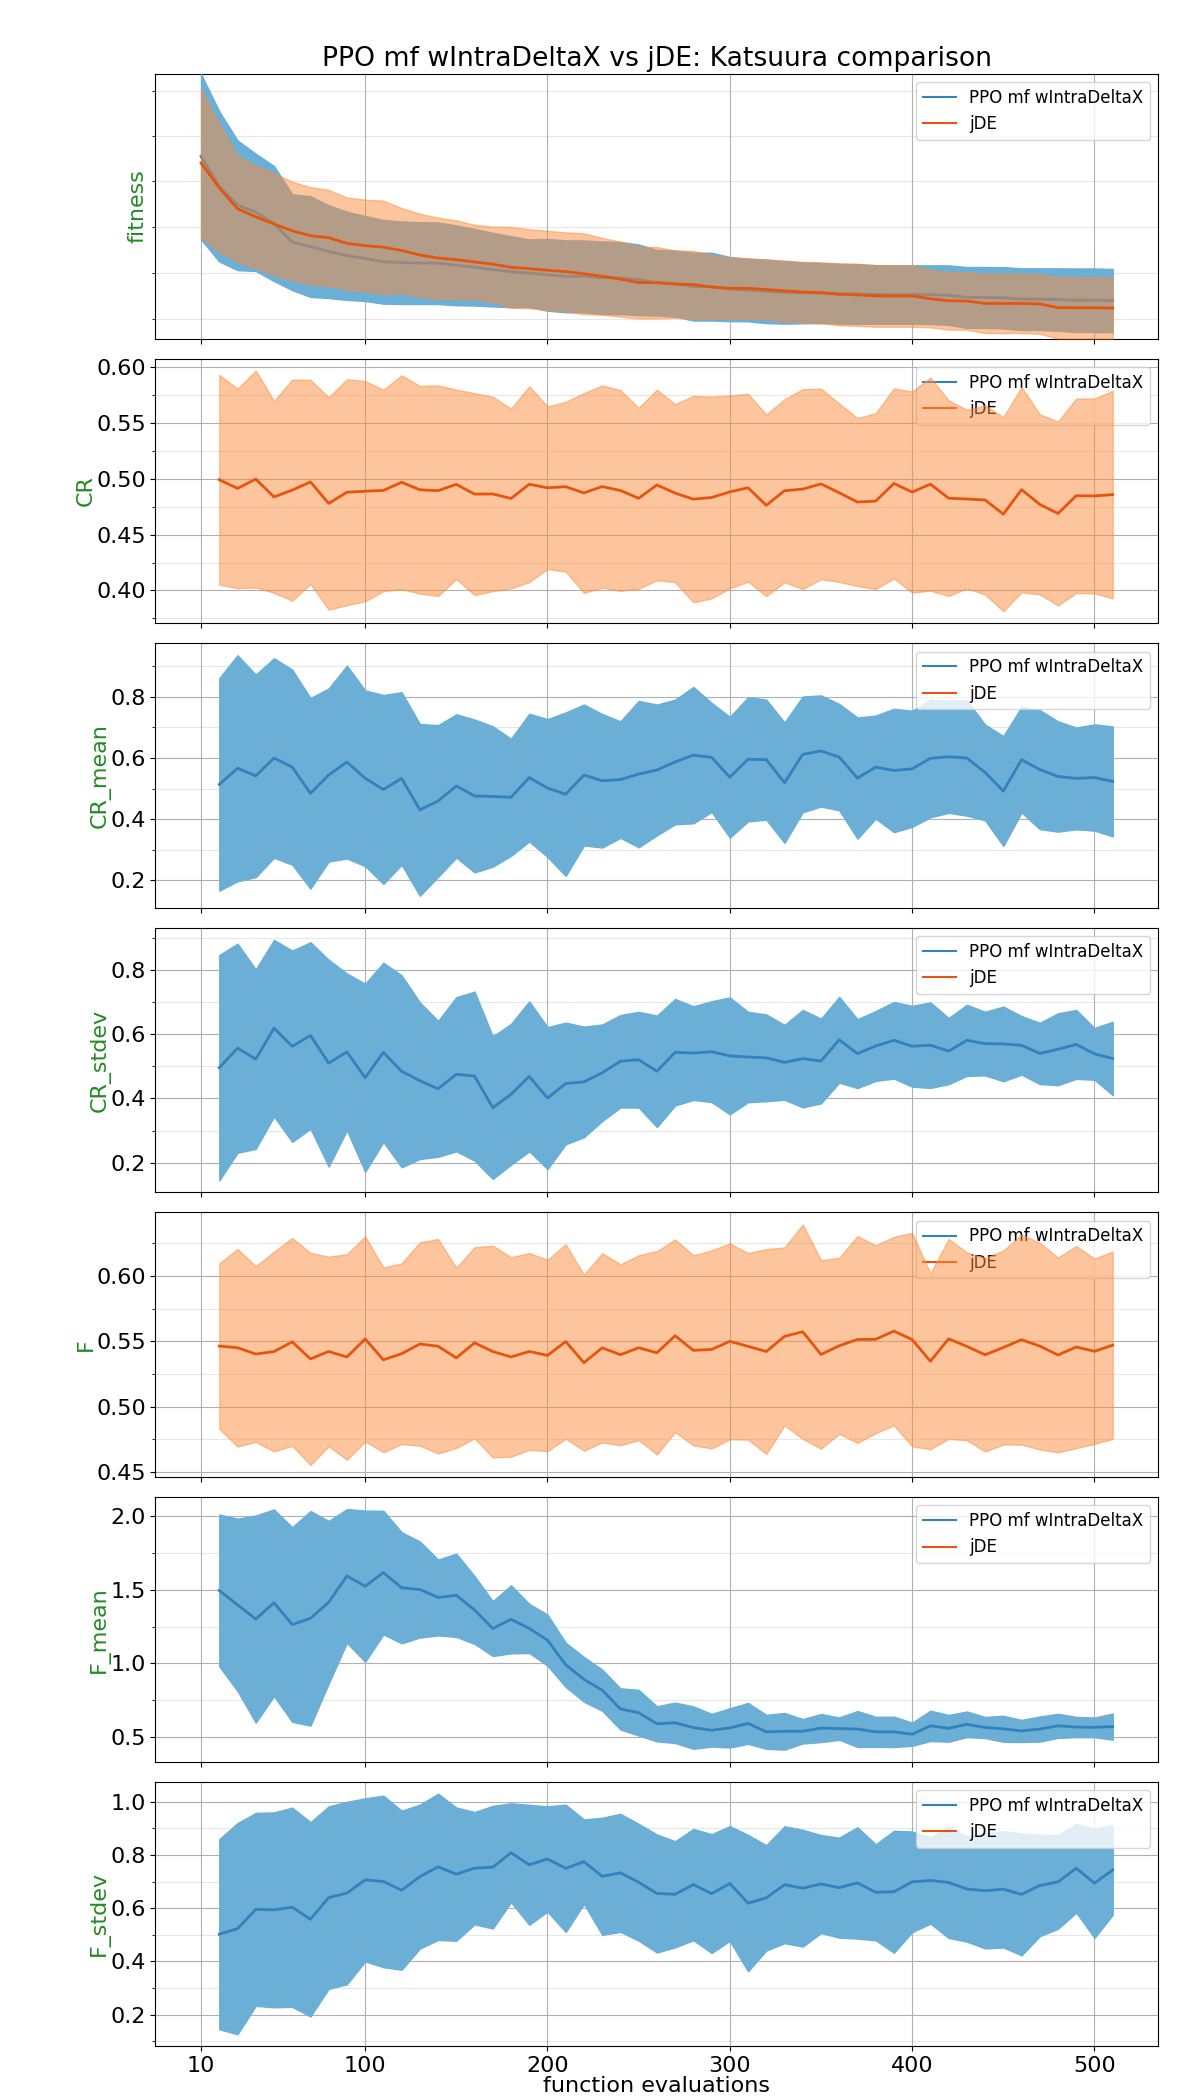 PPO mf wIntraDeltaX vs jDE: Katsuura comparison
fitness
PPO mf wIntraDeltaX
jDE
CR
0.60
0.55
0.50
0.45
0.40
PPO mf wIntraDeltaX
jDE
CR_mean
0.8
0.6
0.4
0.2
PPO mf wIntraDeltaX
jDE
CR_stdev
0.8
0.6
0.4
0.2
PPO mf wIntraDeltaX
jDE
F
0.60
0.55
0.50
0.45
PPO mf wIntraDeltaX
jDE
F_mean
2.0
1.5
1.0
0.5
PPO mf wIntraDeltaX
jDE
F_stdev
1.0
0.8
0.6
0.4
0.2
PPO mf wIntraDeltaX
jDE
10 100 200 300 400 500
function evaluations